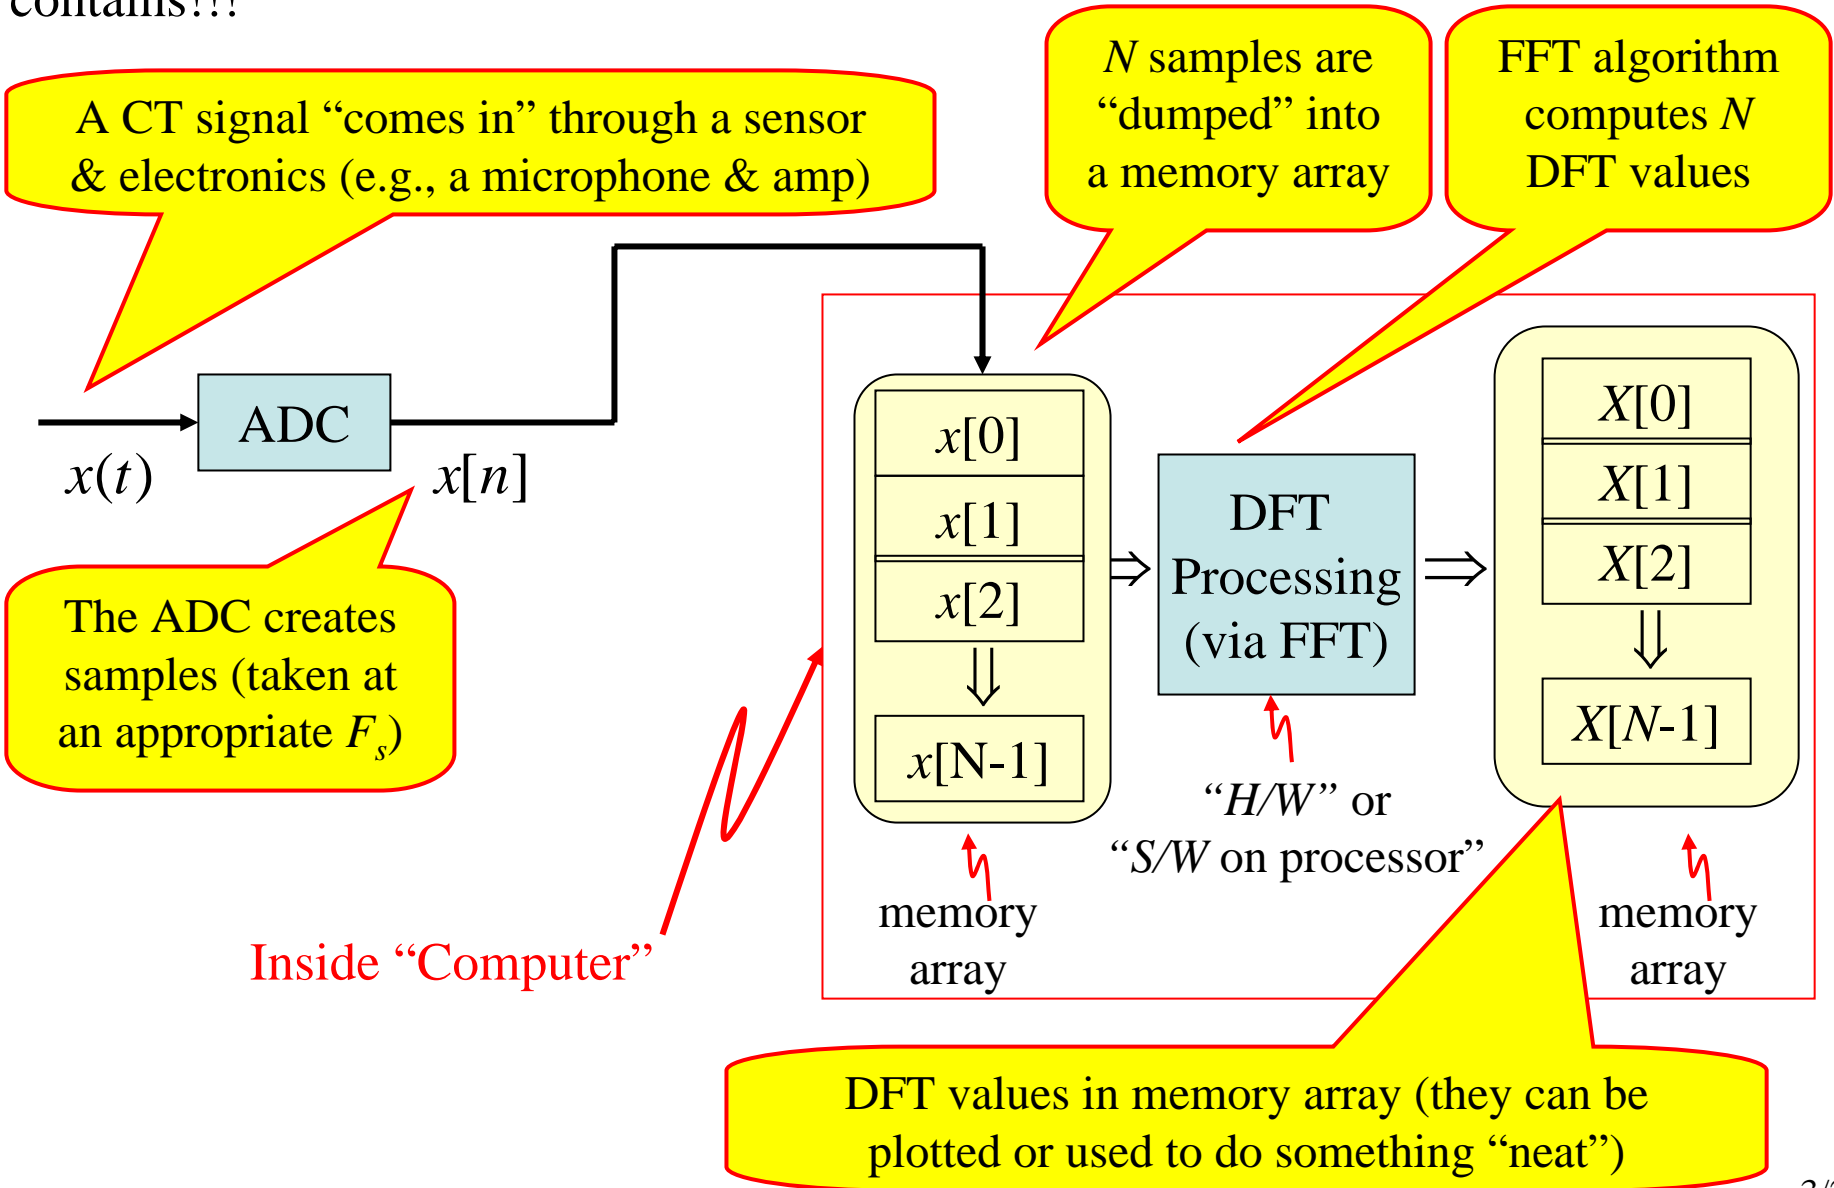 contains!!!
A CT signal “comes in” through a sensor
& electronics (e.g., a microphone & amp)
N samples are
“dumped” into
a memory array
FFT algorithm
computes N
DFT values
ADC
x(t)
x[n]
The ADC creates
samples (taken at
an appropriate Fs)
x[0]
x[1]
x[2]
⇓
x[N-1]
⇒
DFT
Processing
(via FFT)
⇒
X[0]
X[1]
X[2]
⇓
X[N-1]
“H/W” or
“S/W on processor”
memory
array
memory
array
Inside “Computer”
DFT values in memory array (they can be
plotted or used to do something “neat”)